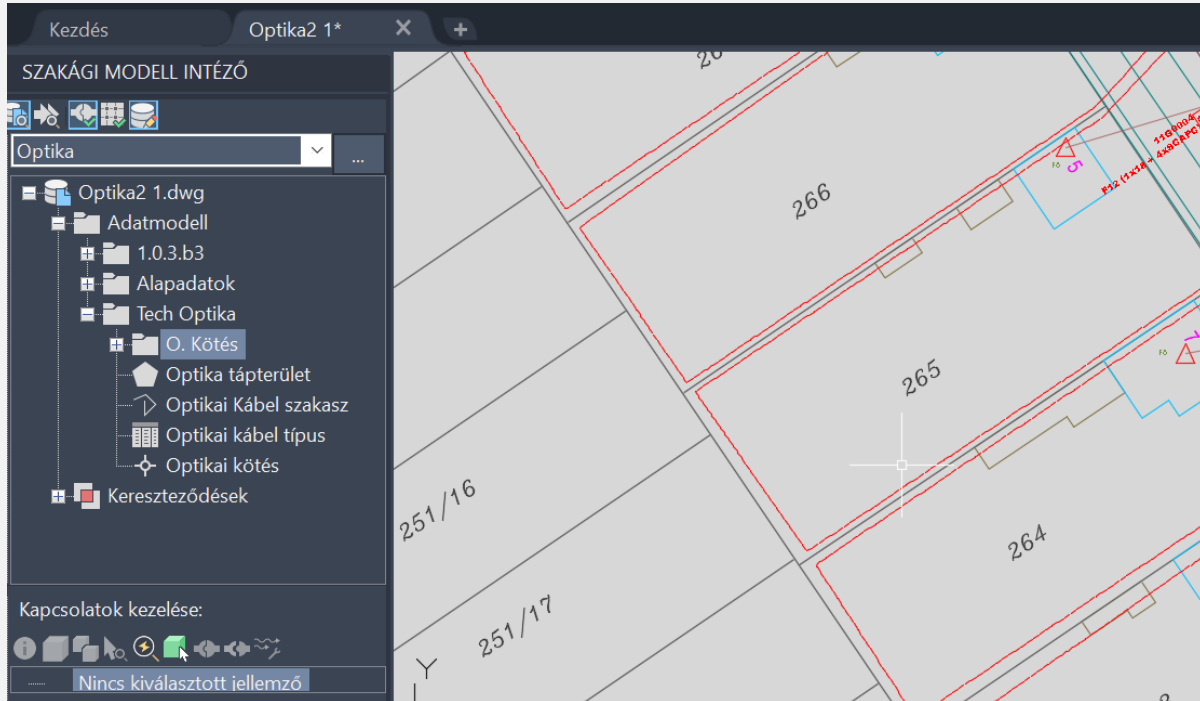 Kezdés
Optika2 1*
SZAKÁGI MODELL INTÉZŐ
Optika
...
Optika2 1.dwg
Adatmodell
1.0.3.b3
Alapadatok
Tech Optika
O. Kötés
Optika tápterület
Optikai Kábel szakasz
Optikai kábel típus
Optikai kötés
Kereszteződések
Kapcsolatok kezelése:
Nincs kiválasztott jellemző
266
265
264
251/16
251/17
Y
5
F6
F6